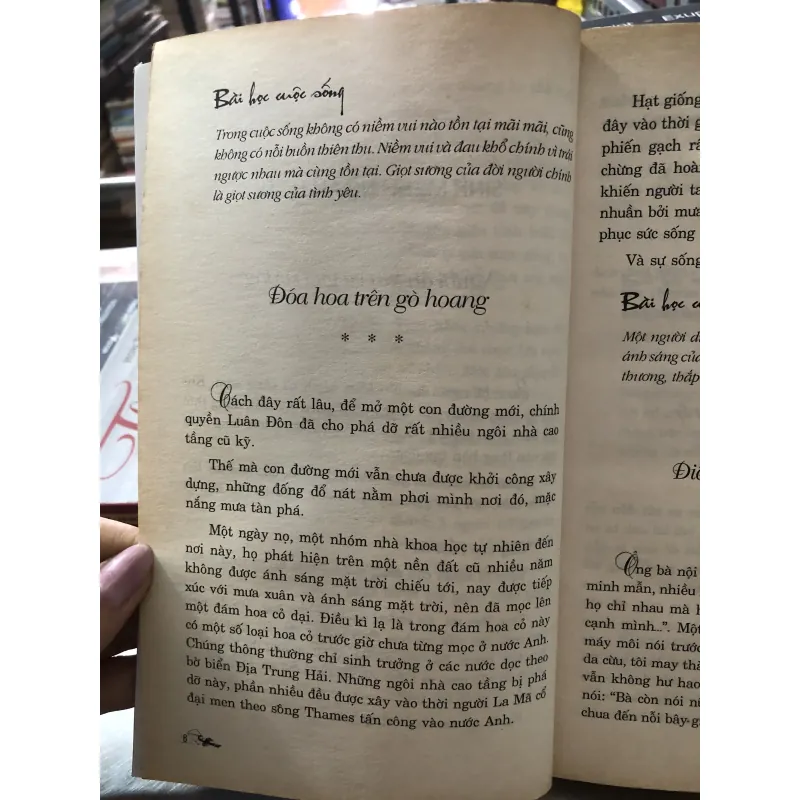 Bài học cuộc sống
Trong cuộc sống không có niềm vui nào tồn tại mãi mãi, cũng
không có nỗi buồn thiên thu. Niềm vui và đau khổ chính vì trái
ngược nhau mà cùng tồn tại. Giọt sương của đời người chính
là giọt sương của tình yêu.
Đóa hoa trên gò hoang
* * *
Cách đây rất lâu, để mở một con đường mới, chính
quyền Luân Đôn đã cho phá dỡ rất nhiều ngôi nhà cao
tầng cũ kỹ.
Thế mà con đường mới vẫn chưa được khởi công xây
dựng, những đống đổ nát nằm phơi mình nơi đó, mặc
nắng mưa tàn phá.
Một ngày nọ, một nhóm nhà khoa học tự nhiên đến
nơi này, họ phát hiện trên một nền đất cũ nhiều năm
không được ánh sáng mặt trời chiếu tới, nay được tiếp
xúc với mưa xuân và ánh sáng mặt trời, nên đã mọc lên
một đám hoa cỏ dại. Điều kì lạ là trong đám hoa cỏ này
có một số loại hoa cỏ trước giờ chưa từng mọc ở nước Anh.
Chúng thông thường chỉ sinh trưởng ở các nước dọc theo
bờ biển Địa Trung Hải. Những ngôi nhà cao tầng bị phá
dỡ này, phần nhiều đều được xây vào thời người La Mã cổ
đại men theo sông Thames tấn công vào nước Anh.
8
Hạt giống
đây vào thời g
phiến gạch rấ
chừng đã hoàn
khiến người ta
nhuần bởi mưa
phục sức sống
Và sự sống
Bài học c
Một người d
ánh sáng của
thương, thắp
Điề
Ông bà nội
minh mẫn, nhiều
họ chỉ nhau mà h
cạnh mình...". Một
máy môi nói trước
da cừu, tôi may thà
vẫn không hư hao
nói: "Bà còn nói nữ
chua đến nỗi bây g